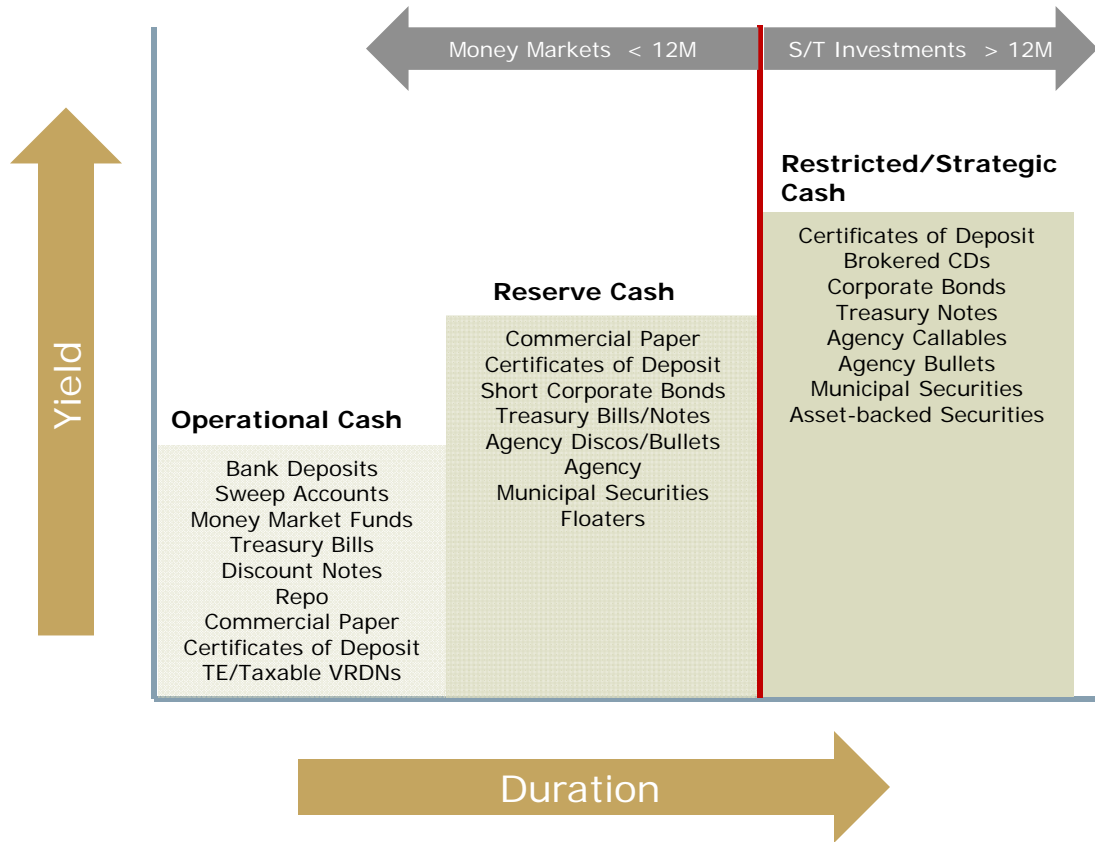 Money Markets < 12M
S/T Investments > 12M
Yield
Operational Cash
Bank Deposits
Sweep Accounts
Money Market Funds
Treasury Bills
Discount Notes
Repo
Commercial Paper
Certificates of Deposit
TE/Taxable VRDNs
Reserve Cash
Commercial Paper
Certificates of Deposit
Short Corporate Bonds
Treasury Bills/Notes
Agency Discos/Bullets
Agency
Municipal Securities
Floaters
Restricted/Strategic
Cash
Certificates of Deposit
Brokered CDs
Corporate Bonds
Treasury Notes
Agency Callables
Agency Bullets
Municipal Securities
Asset-backed Securities
Duration